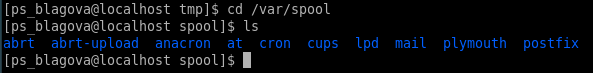 [ps_blagova@localhost tmp]$ cd /var/spool
[ps_blagova@localhost spool]$ ls
abrt  abrt-upload  anacron  at  cron  cups  lpd  mail  plymouth  postfix
[ps_blagova@localhost spool]$